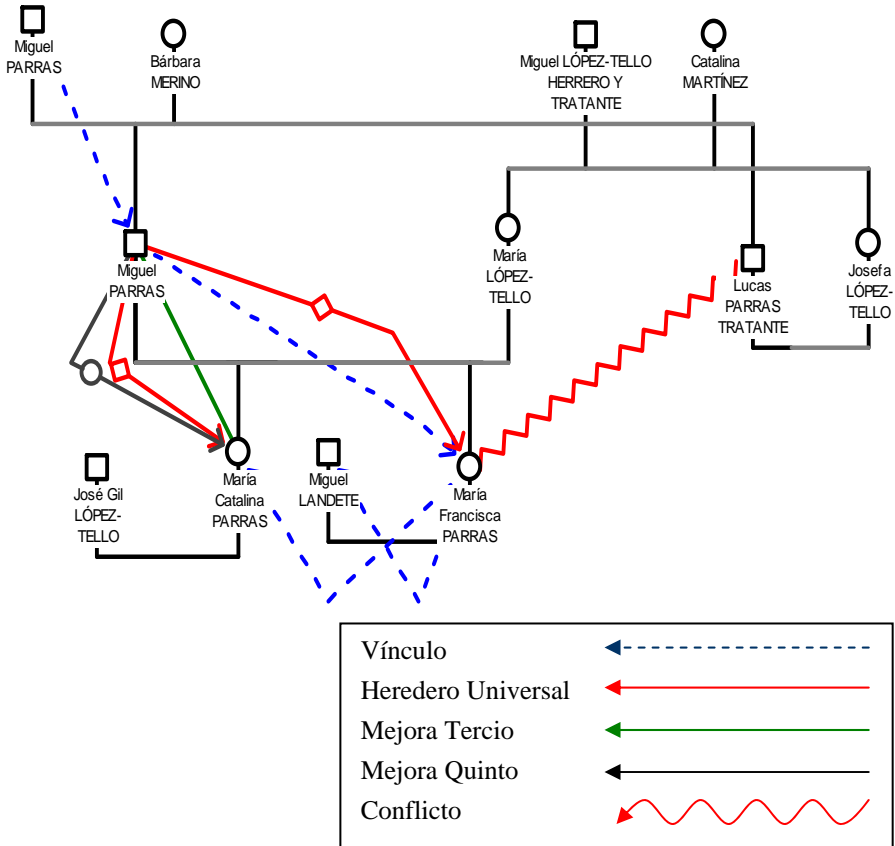 Miguel
PARRAS
Bárbara
MERINO
Miguel LÓPEZ-TELLO
HERRERO Y
TRATANTE
Catalina
MARTÍNEZ
Miguel
PARRAS
María
LÓPEZ-
TELLO
Lucas
PARRAS
TRATANTE
Josefa
LÓPEZ-
TELLO
José Gil
LÓPEZ-
TELLO
María
Catalina
PARRAS
Miguel
LANDETE
María
Francisca
PARRAS
Vínculo
Heredero Universal
Mejora Tercio
Mejora Quinto
Conflicto